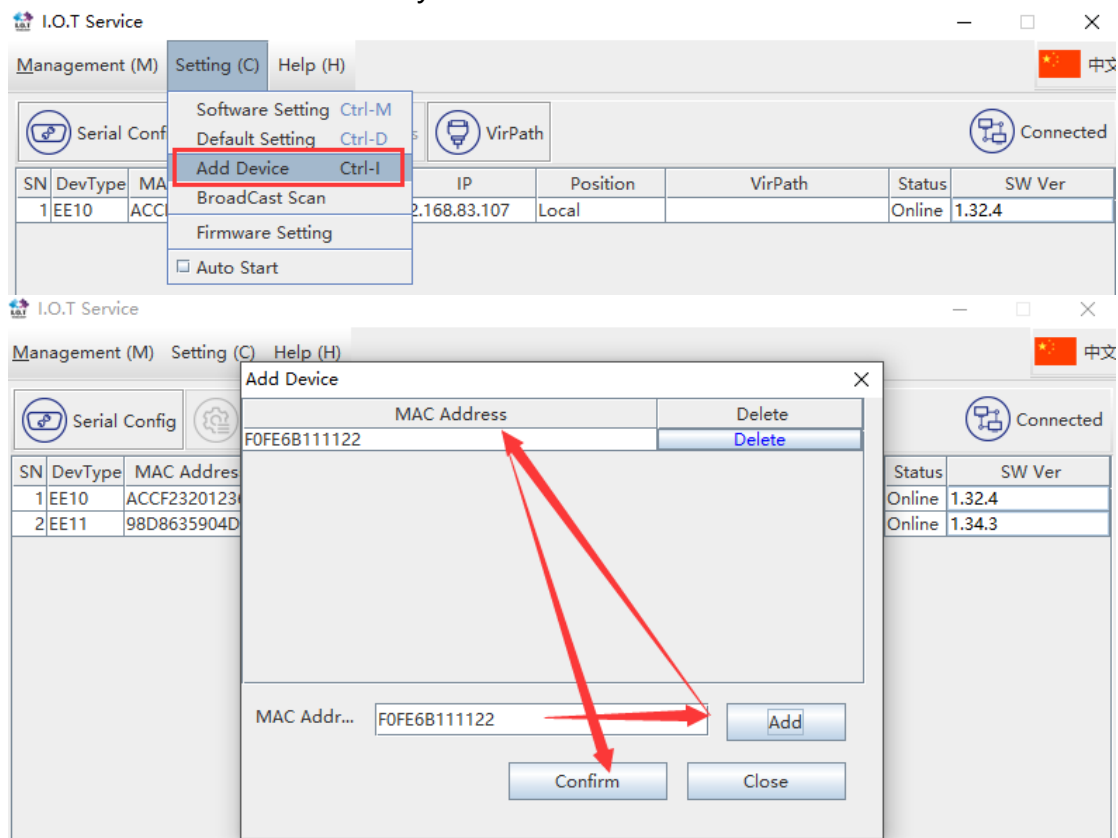 I.O.T Service
Management (M) Setting (C) Help (H) 中文
Software Setting Ctrl-M
Default Setting Ctrl-D
Add Device Ctrl-I
BroadCast Scan
Firmware Setting
Auto Start
Serial Conf s VirPath Connected
SN DevType MA IP Position VirPath Status SW Ver
1 EE10 ACCF 2.168.83.107 Local Online 1.32.4
I.O.T Service
Management (M) Setting (C) Help (H) 中文
Add Device
Serial Config Connected
MAC Address Delete
F0FE6B111122 Delete
SN DevType MAC Addres Status SW Ver
1 EE10 ACCF2320123 Online 1.32.4
2 EE11 98D8635904D Online 1.34.3
MAC Addr... F0FE6B111122 Add
Confirm Close